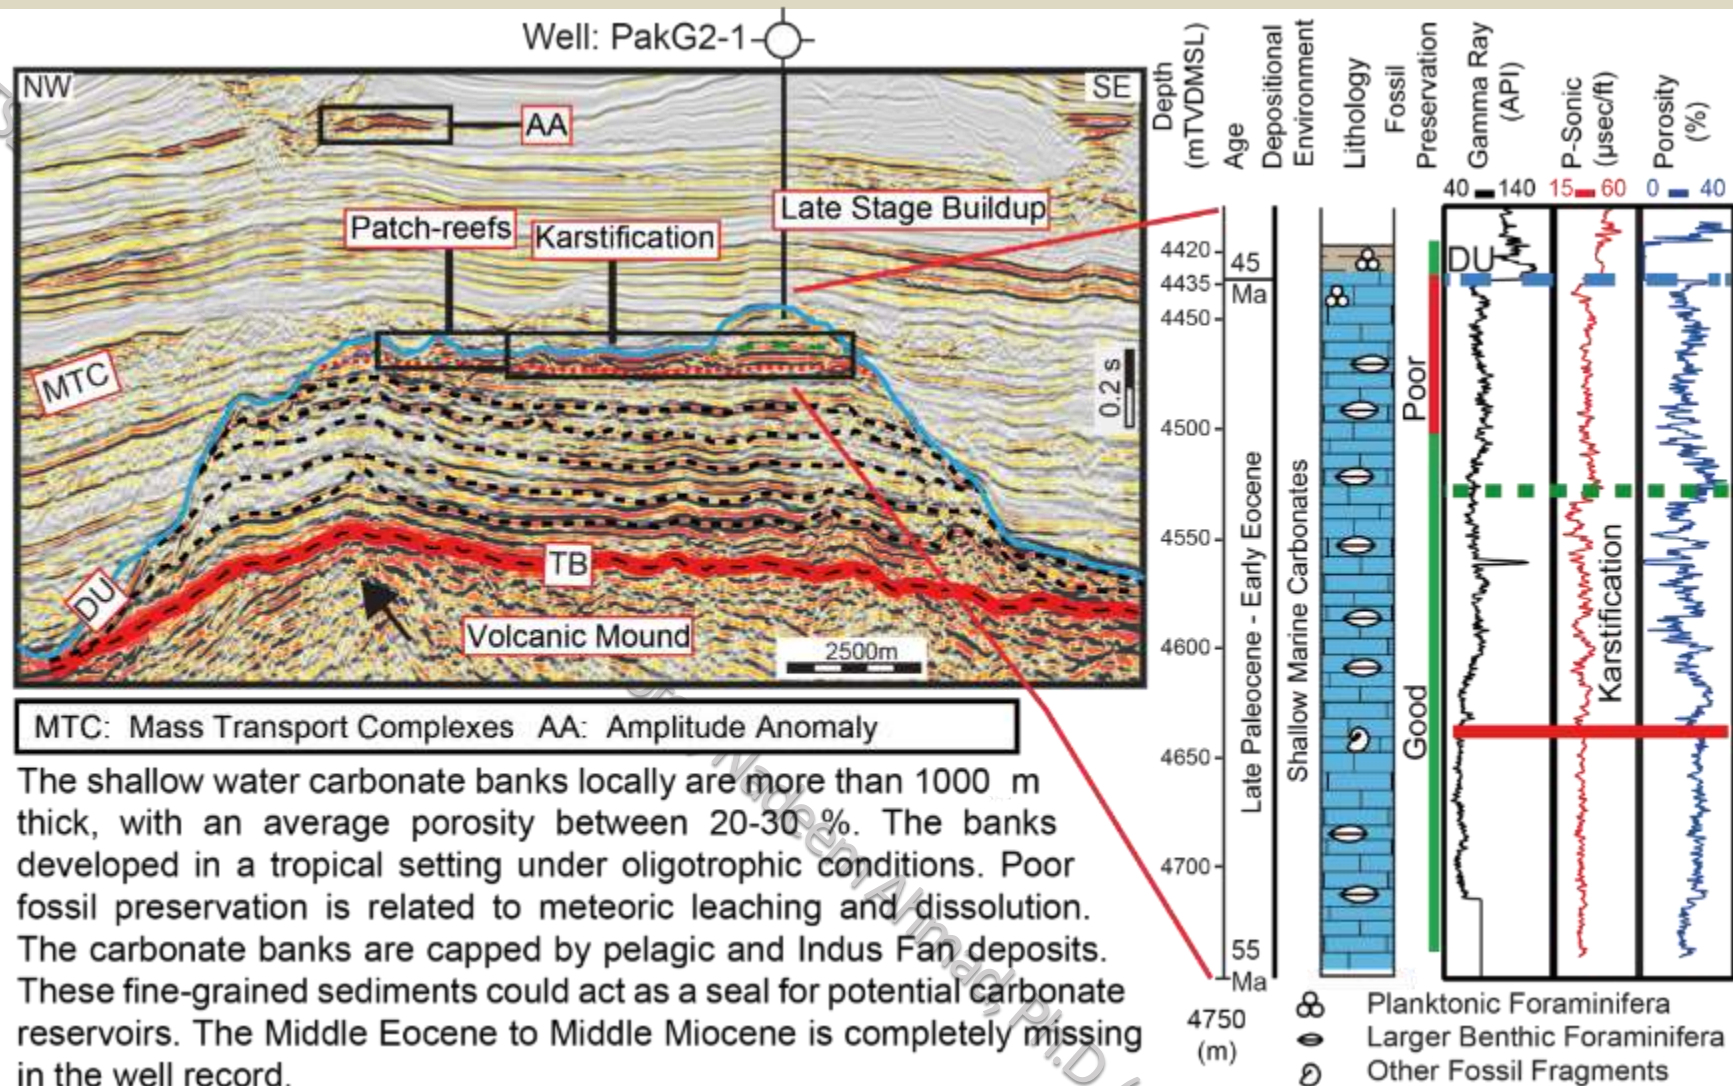 Well: PakG2-1
NW
SE
AA
Late Stage Buildup
Patch-reefs
Karstification
MTC
0.2 s
DU
TB
Volcanic Mound
2500m
MTC: Mass Transport Complexes AA: Amplitude Anomaly
The shallow water carbonate banks locally are more than 1000 m
thick, with an average porosity between 20-30 %. The banks
developed in a tropical setting under oligotrophic conditions. Poor
fossil preservation is related to meteoric leaching and dissolution.
The carbonate banks are capped by pelagic and Indus Fan deposits.
These fine-grained sediments could act as a seal for potential carbonate
reservoirs. The Middle Eocene to Middle Miocene is completely missing
in the well record.
Depth
(mTVDMSL)
Age
Depositional
Environment
Lithology
Fossil
Preservation
Gamma Ray
(API)
P-Sonic
(µsec/ft)
Porosity
(%)
40 140
15 60
0 40
4420
4435
4450
4500
4550
4600
4650
4700
4750
(m)
45
Ma
Late Paleocene - Early Eocene
55
Ma
Shallow Marine Carbonates
Poor
Good
DU
Karstification
Planktonic Foraminifera
Larger Benthic Foraminifera
Other Fossil Fragments
Nadeem Ahmad, Ph.D